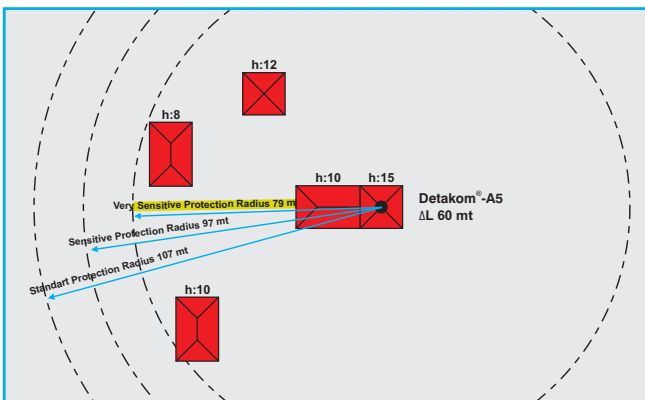 h:12
h:8
h:10 h:15
Very Sensitive Protection Radius 79 mt
Detakom®-A5
ΔL 60 mt
Sensitive Protection Radius 97 mt
Standart Protection Radius 107 mt
h:10